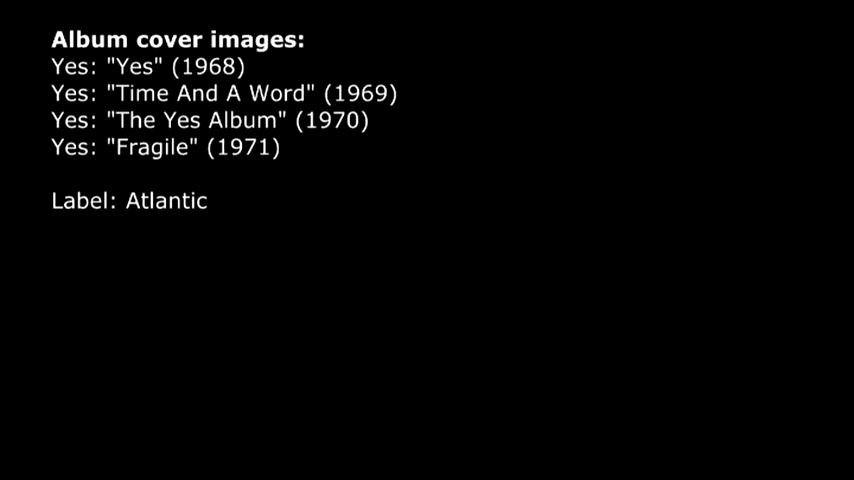 Album cover images:
Yes: "Yes" (1968)
Yes: "Time And A Word" (1969)
Yes: "The Yes Album" (1970)
Yes: "Fragile" (1971)
Label: Atlantic